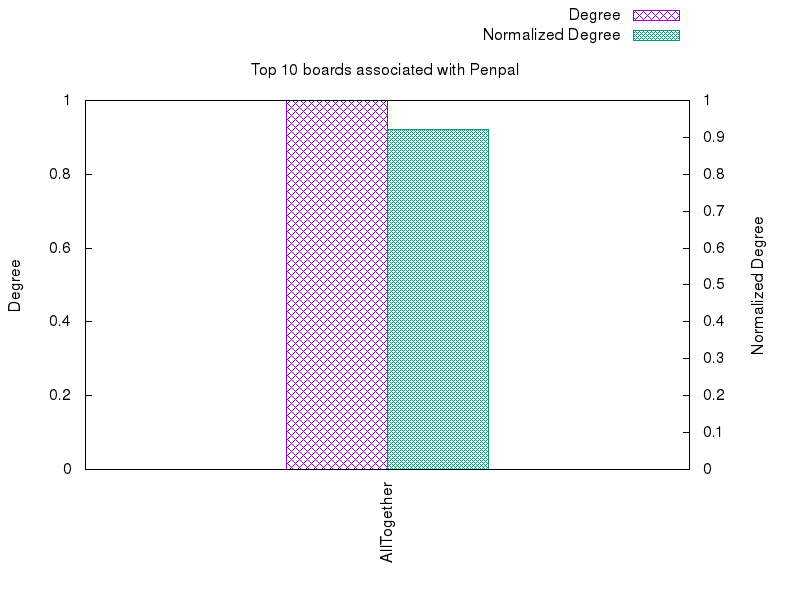 Degree
Normalized Degree
Top 10 boards associated with Penpal
1
0.8
0.6
0.4
0.2
0
Degree
1
0.9
0.8
0.7
0.6
0.5
0.4
0.3
0.2
0.1
0
Normalized Degree
AllTogether